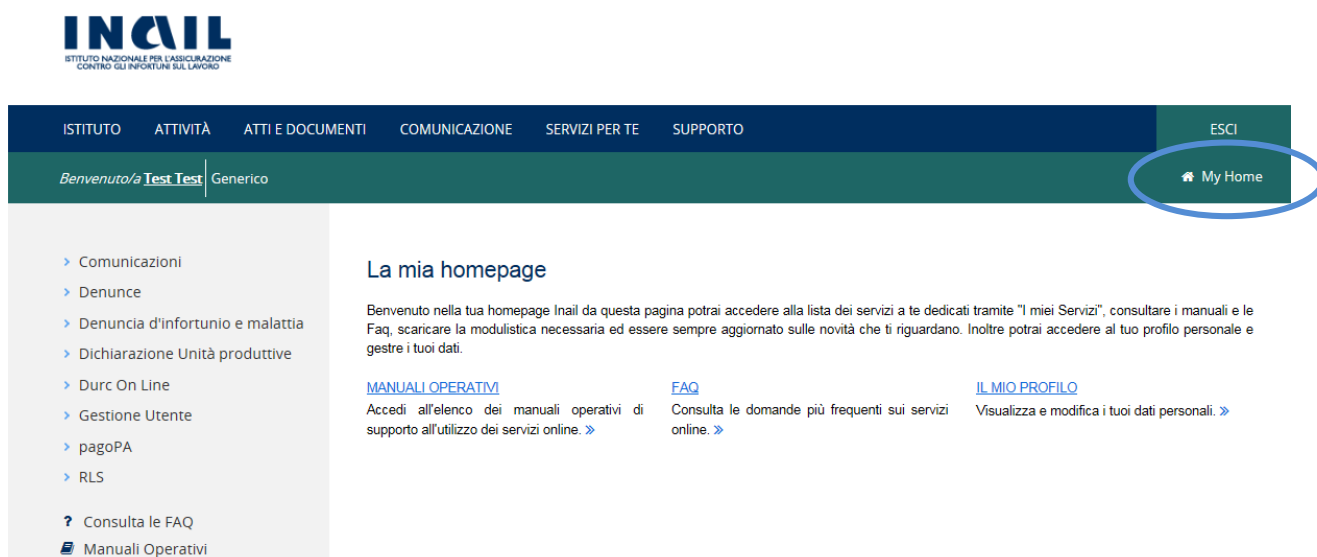 INAIL
ISTITUTO NAZIONALE PER L'ASSICURAZIONE
CONTRO GLI INFORTUNI SUL LAVORO
ISTITUTO ATTIVITÀ ATTI E DOCUMENTI COMUNICAZIONE SERVIZI PER TE SUPPORTO ESCI
Benvenuto/a Test Test Generico My Home
Comunicazioni
Denunce
Denuncia d'infortunio e malattia
Dichiarazione Unità produttive
Durc On Line
Gestione Utente
pagoPA
RLS
? Consulta le FAQ
Manuali Operativi
La mia homepage
Benvenuto nella tua homepage Inail da questa pagina potrai accedere alla lista dei servizi a te dedicati tramite "I miei Servizi", consultare i manuali e le
Faq, scaricare la modulistica necessaria ed essere sempre aggiornato sulle novità che ti riguardano. Inoltre potrai accedere al tuo profilo personale e
gestre i tuoi dati.
MANUALI OPERATIVI
Accedi all'elenco dei manuali operativi di
supporto all'utilizzo dei servizi online. »
FAQ
Consulta le domande più frequenti sui servizi
online. »
IL MIO PROFILO
Visualizza e modifica i tuoi dati personali. »